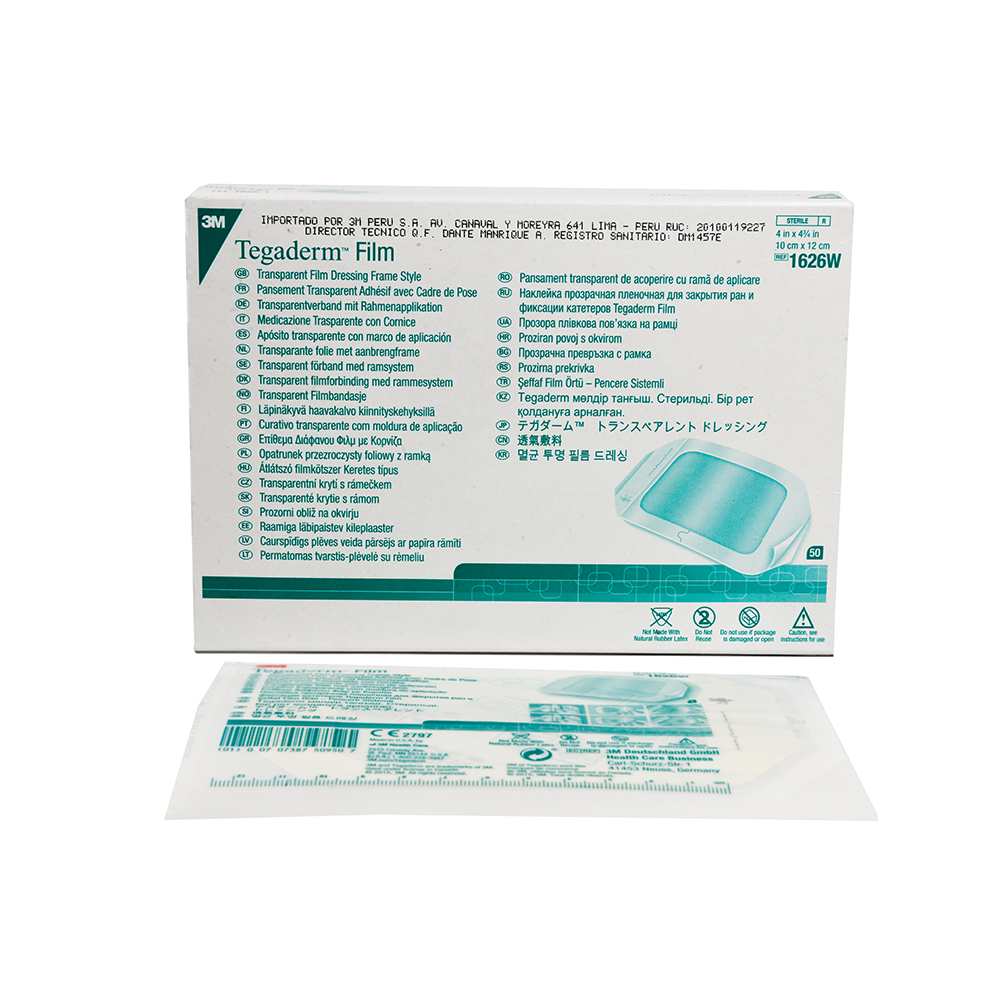 3M
IMPORTADO POR 3M PERU S.A. AV. CANAVAL Y MOREYRA 641 LIMA - PERU RUC: 20100119227
DIRECTOR TECNICO Q.F. DANTE MANRIQUE A. REGISTRO SANITARIO: DM1457E
STERILE R
4 in x 4¾ in
10 cm x 12 cm
REF 1626W
Tegaderm™ Film
GB Transparent Film Dressing Frame Style
FR Pansement Transparent Adhésif avec Cadre de Pose
DE Transparentverband mit Rahmenapplikation
IT Medicazione Trasparente con Cornice
ES Apósito transparente con marco de aplicación
NL Transparante folie met aanbrengframe
SE Transparent förband med ramsystem
DK Transparent filmforbinding med rammesystem
NO Transparent Filmbandasje
FI Läpinäkyvä haavakalvo kiinnityskehyksillä
PT Curativo transparente com moldura de aplicação
GR Επίθεμα Διάφανου Φιλμ με Κορνίζα
PL Opatrunek przezroczysty foliowy z ramką
HU Átlátszó filmkötszer Keretes típus
CZ Transparentní krytí s rámečkem
SK Transparentné krytie s rámom
SI Prozorni obliž na okvirju
EE Raamiga läbipaistev kileplaaster
LV Caurspīdīgs plēves veida pārsējs ar papīra rāmīti
LT Permatomas tvarstis-plėvelė su rėmeliu
RO Pansament transparent de acoperire cu ramă de aplicare
RU Наклейка прозрачная пленочная для закрытия ран и
фиксации катетеров Tegaderm Film
UA Прозора плівкова пов'язка на рамці
HR Proziran povoj s okvirom
BG Прозрачна превръзка с рамка
RS Prozirna prekrivka
TR Şeffaf Film Örtü – Pencere Sistemli
KZ Tegaderm мөлдір таңғыш. Стерильді. Бір рет
қолдануға арналған.
JP テガダーム™ トランスペアレント ドレッシング
CN 透氣敷料
KR 멸균 투명 필름 드레싱
50
Not Made With
Natural Rubber Latex
Do Not
Reuse
Do not use if package
is damaged or open
Caution, see
instructions for use
Tegaderm™ Film
1626W
CE 2797
Made in U.S.A. by
3M Health Care
EC REP
3M Deutschland GmbH
Health Care Business
Carl-Schurz-Str. 1
41453 Neuss, Germany